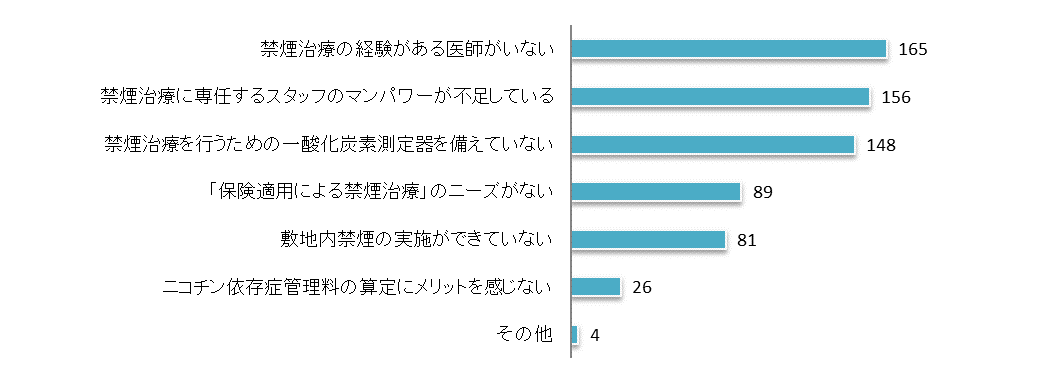 禁煙治療の経験がある医師がいない 165
禁煙治療に専任するスタッフのマンパワーが不足している 156
禁煙治療を行うための一酸化炭素測定器を備えていない 148
「保険適用による禁煙治療」のニーズがない 89
敷地内禁煙の実施ができていない 81
ニコチン依存症管理料の算定にメリットを感じない 26
その他 4